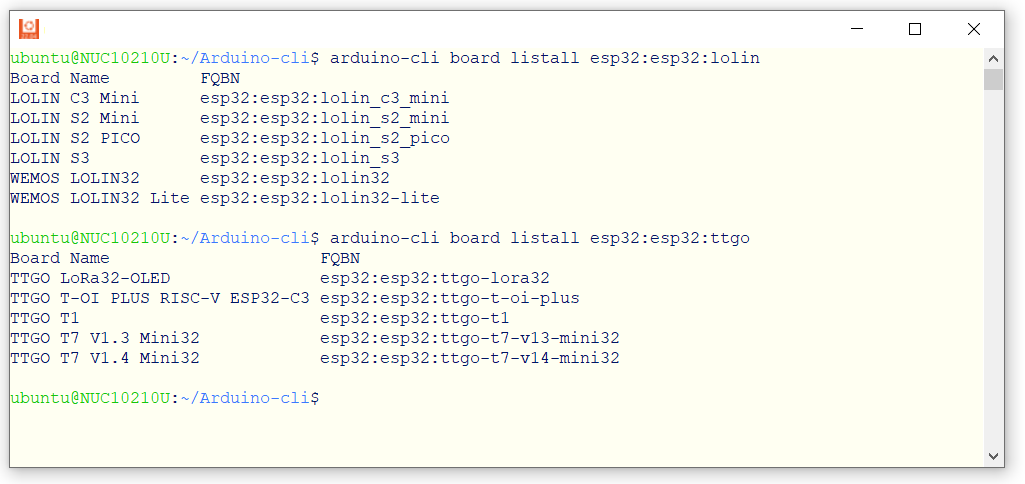 ubuntu@NUC10210U:~/Arduino-cli$ arduino-cli board listall esp32:esp32:lolin
Board Name         FQBN
LOLIN C3 Mini      esp32:esp32:lolin_c3_mini
LOLIN S2 Mini      esp32:esp32:lolin_s2_mini
LOLIN S2 PICO      esp32:esp32:lolin_s2_pico
LOLIN S3           esp32:esp32:lolin_s3
WEMOS LOLIN32      esp32:esp32:lolin32
WEMOS LOLIN32 Lite esp32:esp32:lolin32-lite
ubuntu@NUC10210U:~/Arduino-cli$ arduino-cli board listall esp32:esp32:ttgo
Board Name                     FQBN
TTGO LoRa32-OLED               esp32:esp32:ttgo-lora32
TTGO T-OI PLUS RISC-V ESP32-C3 esp32:esp32:ttgo-t-oi-plus
TTGO T1                        esp32:esp32:ttgo-t1
TTGO T7 V1.3 Mini32            esp32:esp32:ttgo-t7-v13-mini32
TTGO T7 V1.4 Mini32            esp32:esp32:ttgo-t7-v14-mini32
ubuntu@NUC10210U:~/Arduino-cli$